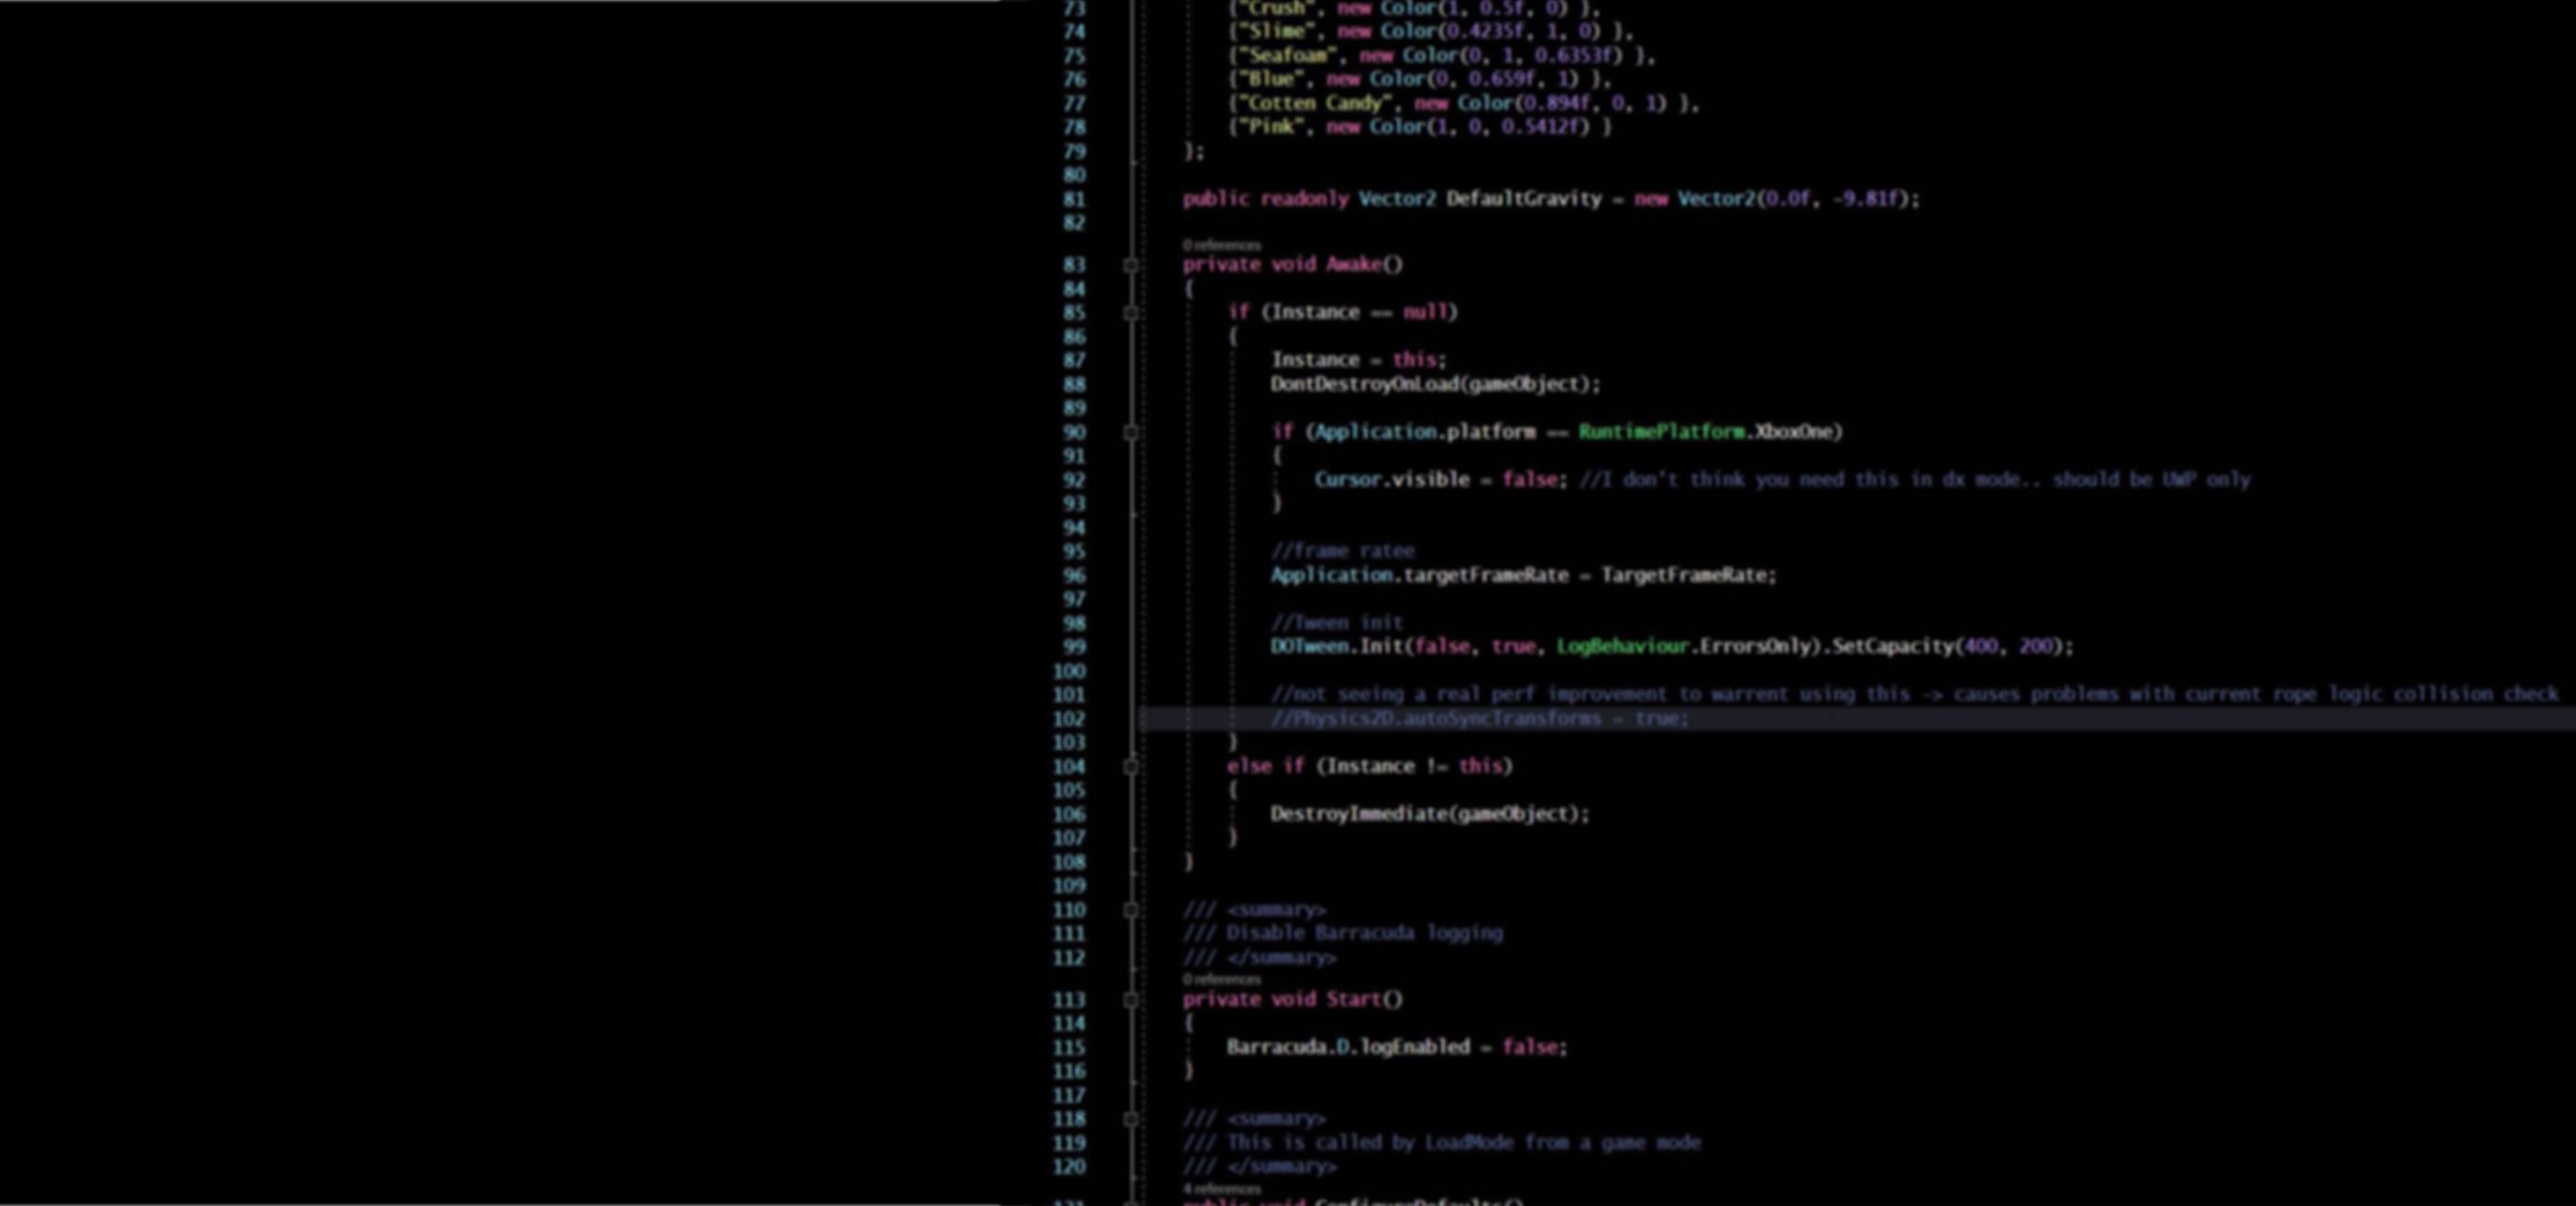 73 {"Crush", new Color(1, 0.5f, 0) },
74 {"Slime", new Color(0.4235f, 1, 0) },
75 {"Seafoam", new Color(0, 1, 0.6353f) },
76 {"Blue", new Color(0, 0.659f, 1) },
77 {"Cotten Candy", new Color(0.894f, 0, 1) },
78 {"Pink", new Color(1, 0, 0.5412f) }
79 };
80
81 public readonly Vector2 DefaultGravity = new Vector2(0.0f, -9.81f);
82
0 references
83 private void Awake()
84 {
85 if (Instance == null)
86 {
87 Instance = this;
88 DontDestroyOnLoad(gameObject);
89
90 if (Application.platform == RuntimePlatform.XboxOne)
91 {
92 Cursor.visible = false; //I don't think you need this in dx mode.. should be UWP only
93 }
94
95 //frame ratee
96 Application.targetFrameRate = TargetFrameRate;
97
98 //Tween init
99 DOTween.Init(false, true, LogBehaviour.ErrorsOnly).SetCapacity(400, 200);
100
101 //not seeing a real perf improvement to warrent using this -> causes problems with current rope logic collision check
102 //Physics2D.autoSyncTransforms = true;
103 }
104 else if (Instance != this)
105 {
106 DestroyImmediate(gameObject);
107 }
108 }
109
110 /// <summary>
111 /// Disable Barracuda logging
112 /// </summary>
0 references
113 private void Start()
114 {
115 Barracuda.D.logEnabled = false;
116 }
117
118 /// <summary>
119 /// This is called by LoadMode from a game mode
120 /// </summary>
4 references
121 public void ConfigureDefaults()